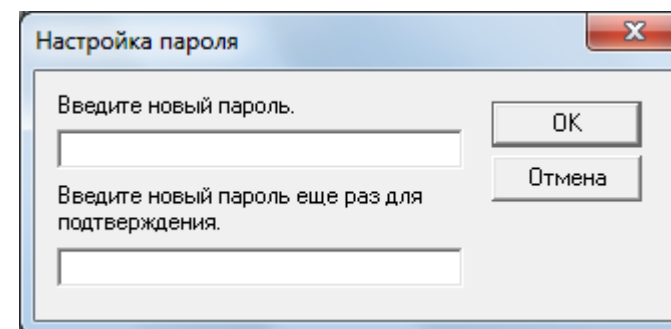 Настройка пароля
Введите новый пароль.
OK
Отмена
Введите новый пароль еще раз для
подтверждения.